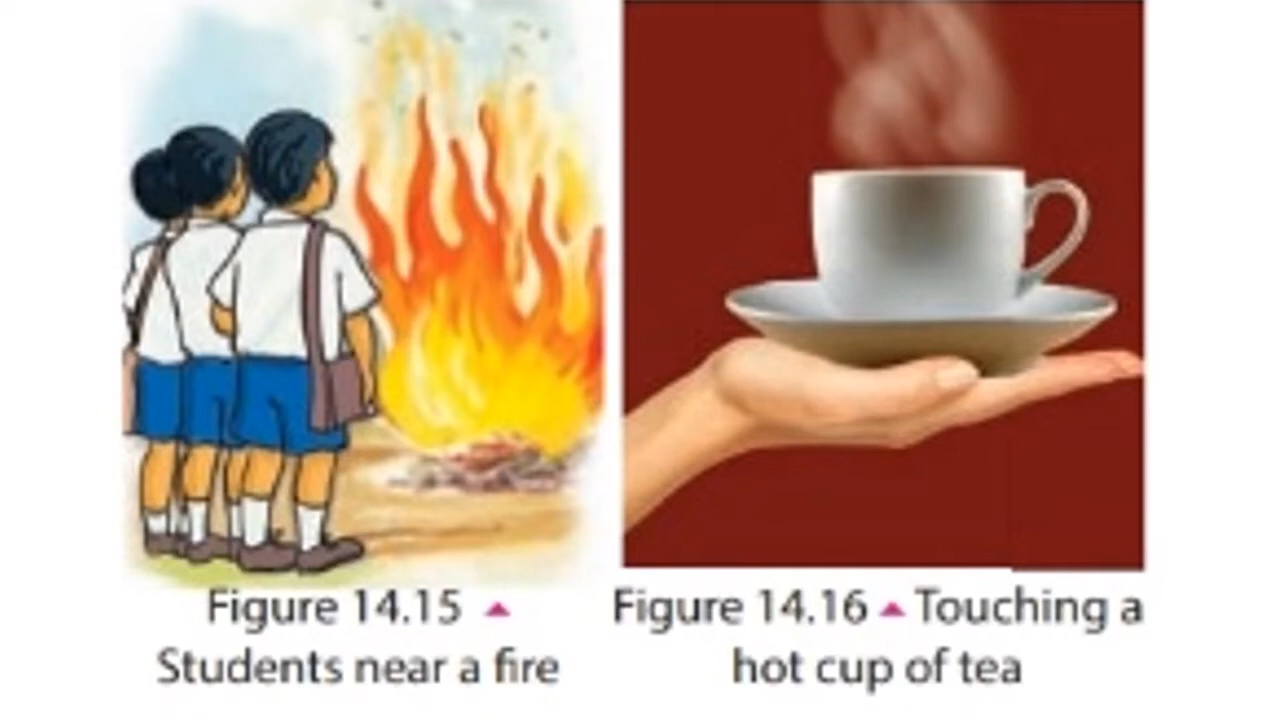 Figure 14.15 ▲
Students near a fire
Figure 14.16 ▲ Touching a
hot cup of tea